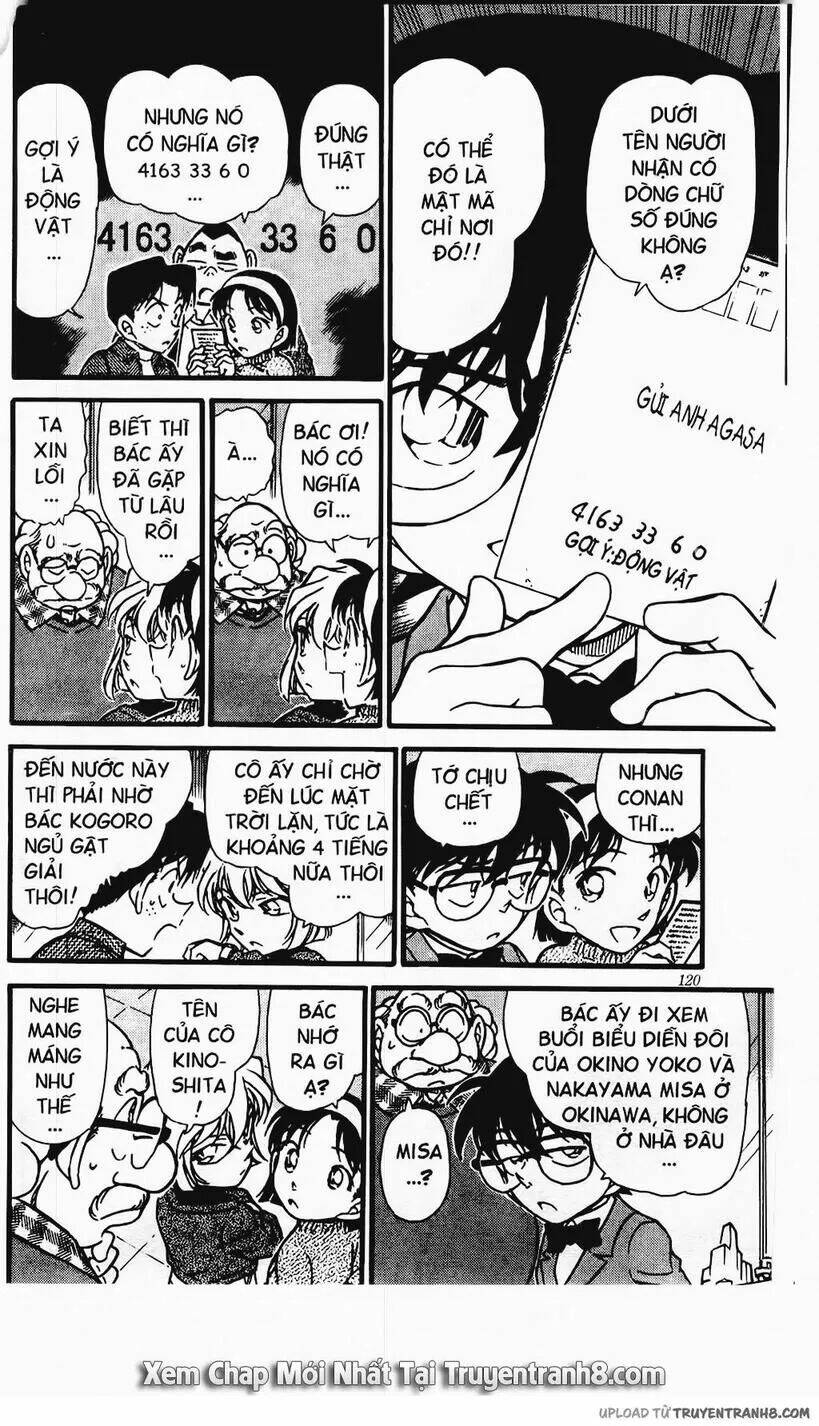 DƯỚI
TÊN NGƯỜI
NHẬN CÓ
DÒNG CHỮ
SỐ ĐÚNG
KHÔNG
Ạ?
CÓ THỂ
ĐÓ LÀ
MẬT MÃ
CHỈ NƠI
ĐÓ!!
GỬI ANH AGASA
4163 33 6 0
GỢI Ý:ĐỘNG VẬT
ĐÚNG
THẬT
...
NHƯNG NÓ
CÓ NGHĨA GÌ?
4163 33 6 0
...
GỢI Ý
LÀ
ĐỘNG
VẬT
...
4163 33 6 0
BÁC ƠI!
NÓ CÓ
NGHĨA
GÌ...
À...
BIẾT THÌ
BÁC ẤY
ĐÃ GẶP
TỪ LÂU
RỒI
...
TA
XIN
LỖI
...
NHƯNG
CONAN
THÌ...
TỚ CHỊU
CHẾT
...
CÔ ẤY CHỈ CHỜ
ĐẾN LÚC MẶT
TRỜI LẶN, TỨC LÀ
KHOẢNG 4 TIẾNG
NỮA THÔI
...
ĐẾN NƯỚC NÀY
THÌ PHẢI NHỜ
BÁC KOGORO
NGỦ GẬT
GIẢI
THÔI!
120
BÁC ẤY ĐI XEM
BUỔI BIỂU DIỄN ĐÔI
CỦA OKINO YOKO VÀ
NAKAYAMA MISA Ở
OKINAWA, KHÔNG
Ở NHÀ ĐÂU
...
MISA
...?
BÁC
NHỚ
RA GÌ
Ạ?
TÊN
CỦA CÔ
KINO-
SHITA
!
NGHE
MANG
MÁNG
NHƯ
THẾ
...
Xem Chap Mới Nhất Tại Truyentranh8.com
UPLOAD TỪ TRUYENTRANH8.COM